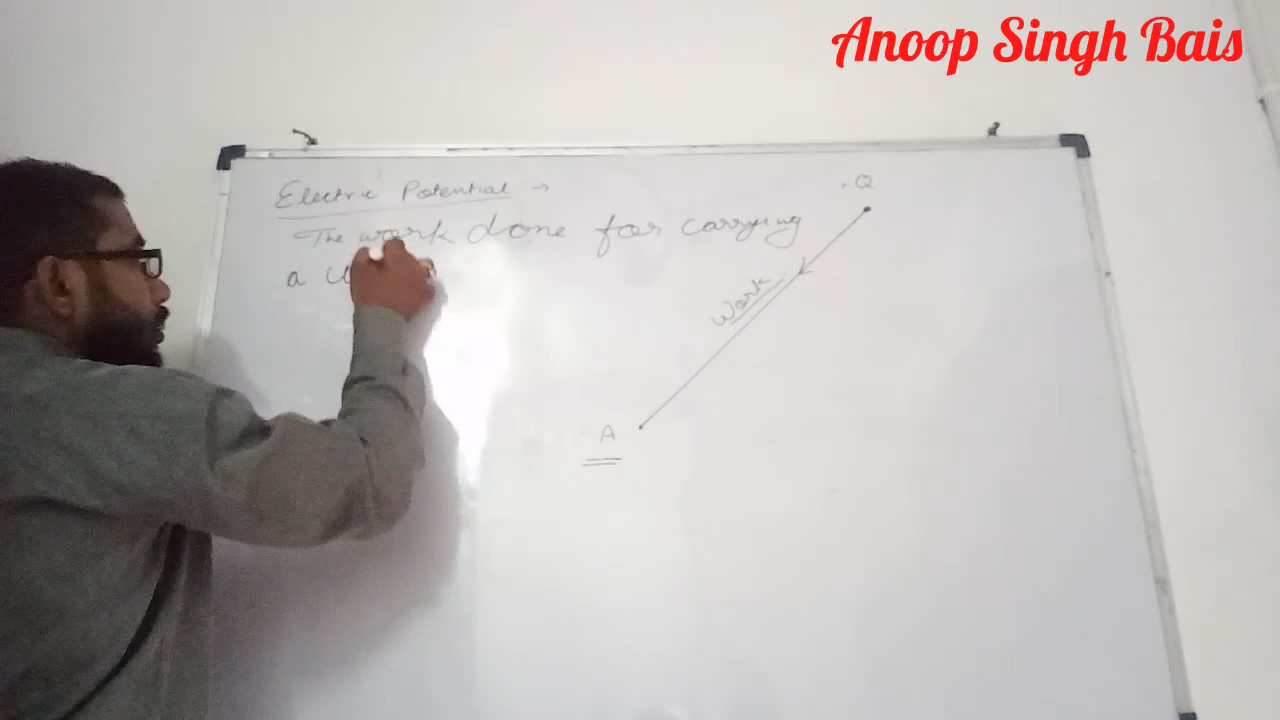 Anoop Singh Bais
Electric Potential →
The work done for carrying
a
+Q
Work
A